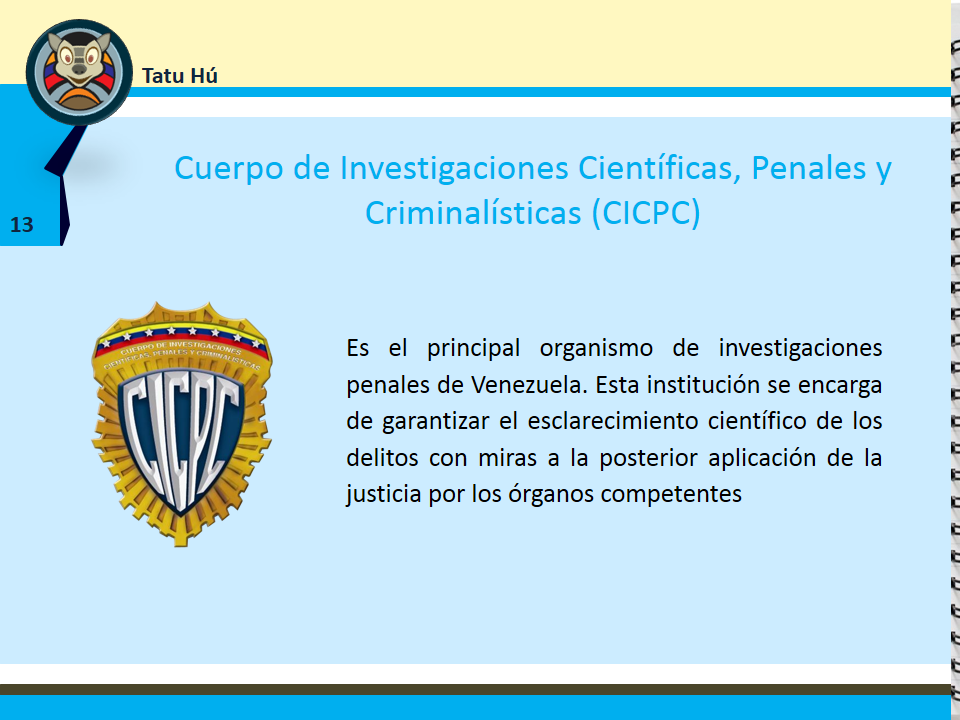 Tatu Hú
Cuerpo de Investigaciones Científicas, Penales y
Criminalísticas (CICPC)
13
CUERPO DE INVESTIGACIONES
CIENTÍFICAS, PENALES Y CRIMINALÍSTICAS
CICPC
Es el principal organismo de investigaciones
penales de Venezuela. Esta institución se encarga
de garantizar el esclarecimiento científico de los
delitos con miras a la posterior aplicación de la
justicia por los órganos competentes